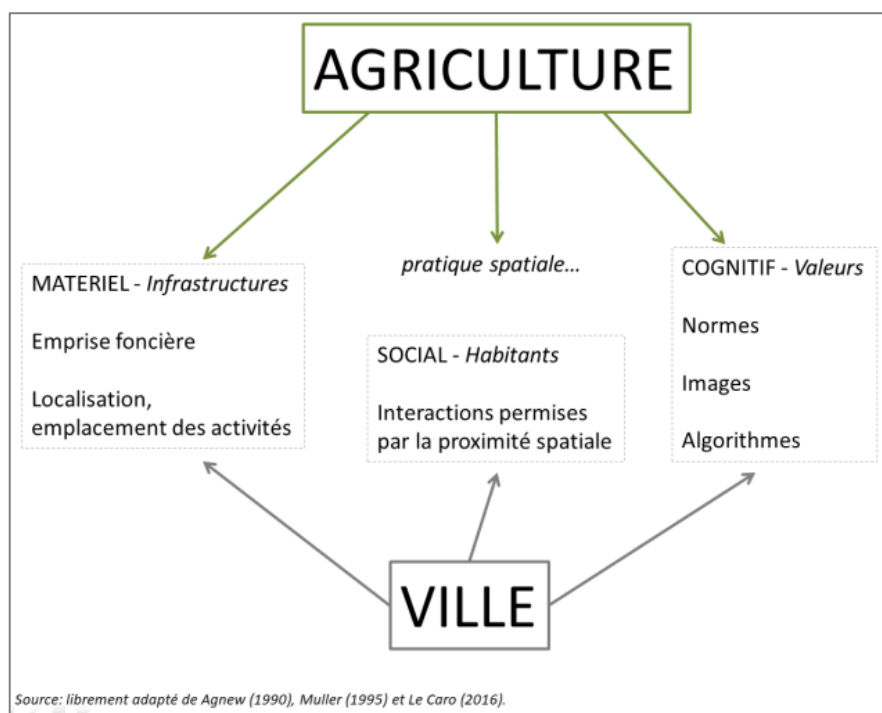 AGRICULTURE
pratique spatiale...
MATERIEL - Infrastructures
Emprise foncière
Localisation,
emplacement des activités
SOCIAL - Habitants
Interactions permises
par la proximité spatiale
COGNITIF - Valeurs
Normes
Images
Algorithmes
VILLE
Source: librement adapté de Agnew (1990), Muller (1995) et Le Caro (2016).